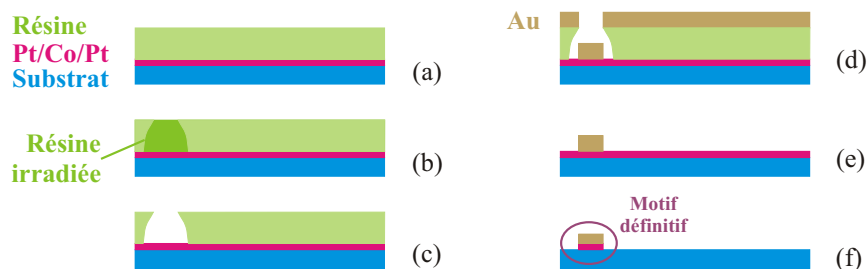 Résine
Pt/Co/Pt
Substrat
(a)
Résine
irradiée
(b)
(c)
Au
(d)
(e)
Motif
définitif
(f)